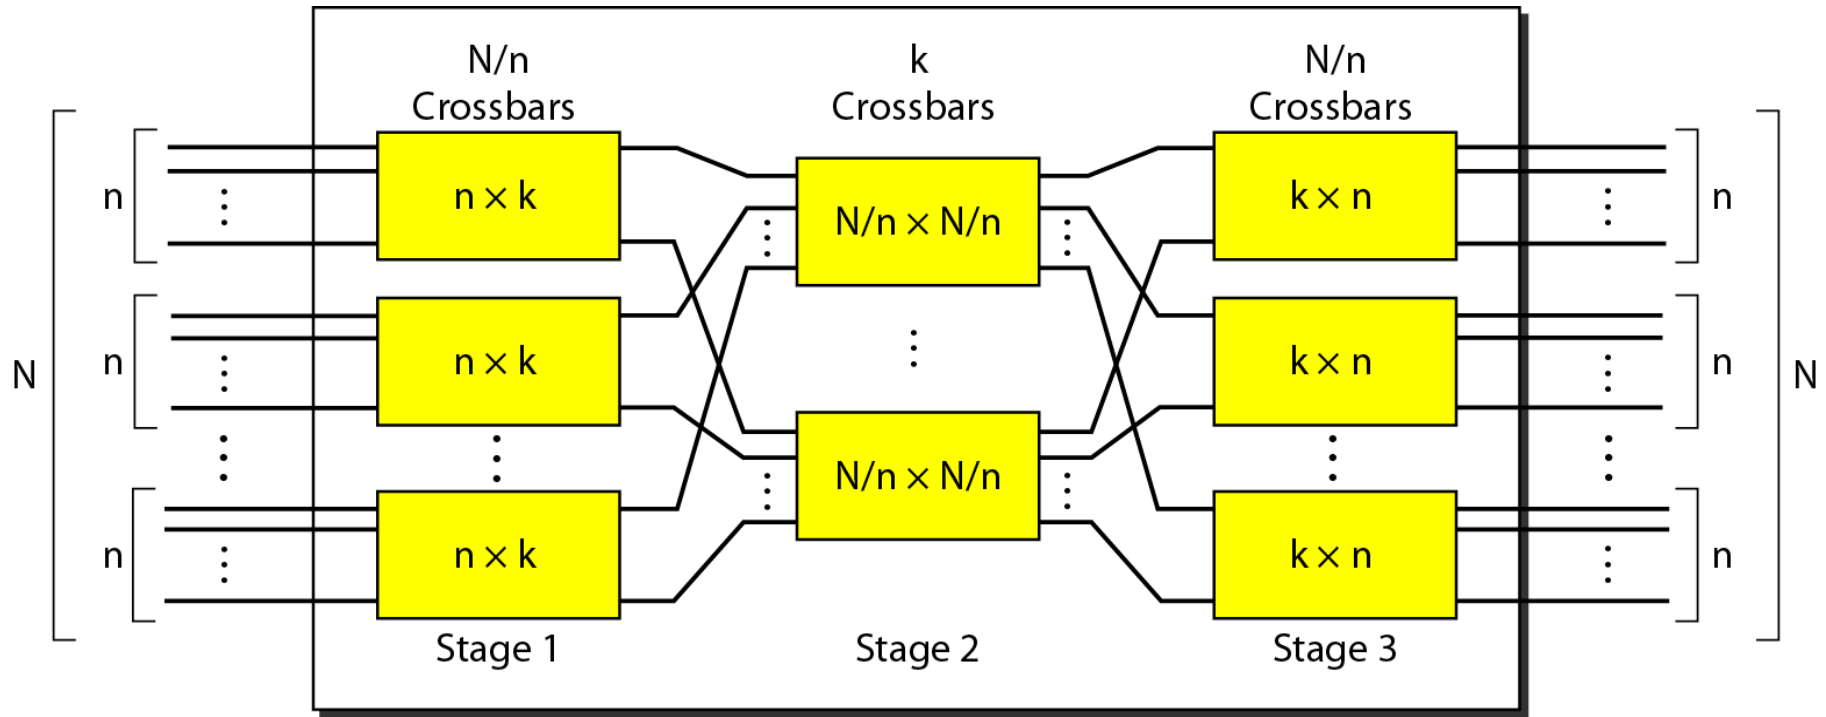 N/n
Crossbars
k
Crossbars
N/n
Crossbars
n
n × k
N/n × N/n
k × n
n
N
n
n × k
k × n
n
N
N/n × N/n
n
n × k
k × n
n
Stage 1
Stage 2
Stage 3